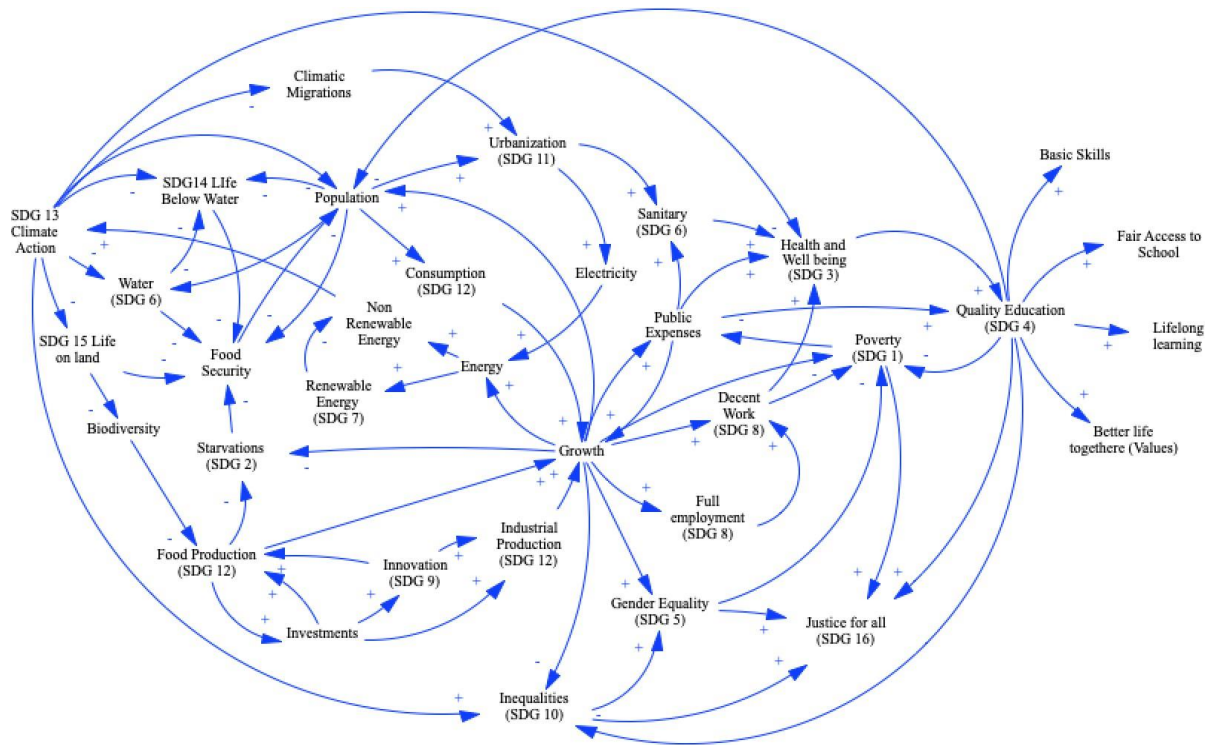 Climatic
Migrations
Urbanization
(SDG 11)
Basic Skills
SDG14 LIfe
Below Water
Population
Sanitary
(SDG 6)
SDG 13
Climate
Action
Health and
Well being
(SDG 3)
Fair Access to
School
Water
(SDG 6)
Consumption
(SDG 12)
Electricity
Non
Renewable
Energy
Public
Expenses
Quality Education
(SDG 4)
Lifelong
learning
SDG 15 Life
on land
Food
Security
Energy
Poverty
(SDG 1)
Renewable
Energy
(SDG 7)
Decent
Work
(SDG 8)
Biodiversity
Better life
togethere (Values)
Starvations
(SDG 2)
Growth
Full
employment
(SDG 8)
Industrial
Production
(SDG 12)
Food Production
(SDG 12)
Innovation
(SDG 9)
Gender Equality
(SDG 5)
Justice for all
(SDG 16)
Investments
Inequalities
(SDG 10)